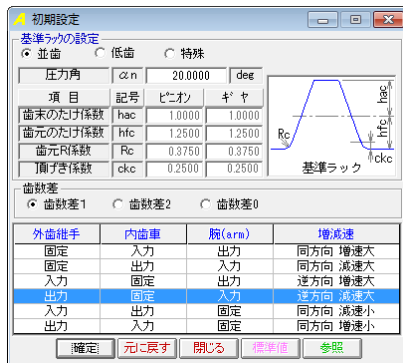 初期設定
基準ラックの設定
並歯 低歯 特殊
圧力角 αn 20.0000 deg
項目 記号 ピニオン ギヤ
歯末のたけ係数 hac 1.0000 1.0000
歯元のたけ係数 hfc 1.2500 1.2500
歯元R係数 Rc 0.3750 0.3750
頂げき係数 ckc 0.2500 0.2500
hac
hfc
Rc
ckc
基準ラック
歯数差
歯数差1 歯数差2 歯数差0
外歯継手 内歯車 腕(arm) 増減速
固定 入力 出力 同方向 増速大
固定 出力 入力 同方向 減速大
入力 固定 出力 逆方向 増速大
出力 固定 入力 逆方向 減速大
出力 入力 固定 同方向 減速小
入力 出力 固定 同方向 増速小
確定 元に戻す 閉じる 標準値 参照